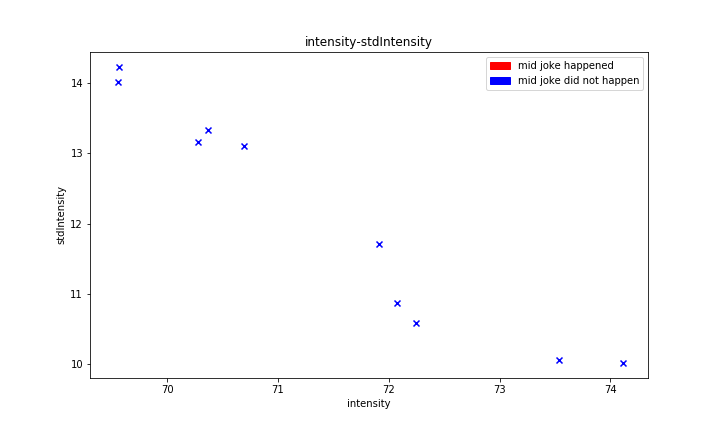 intensity-stdIntensity
mid joke happened
mid joke did not happen
14
13
12
11
10
stdIntensity
70 71 72 73 74
intensity